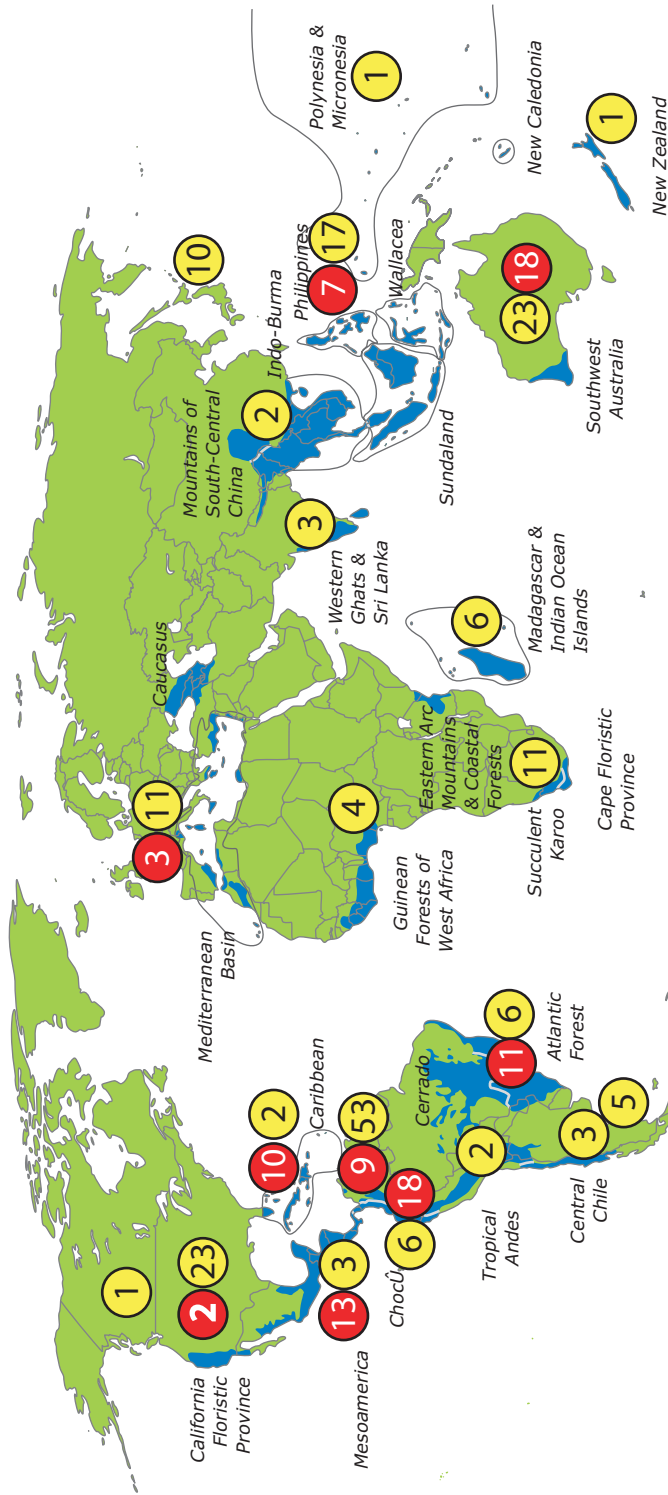 1
2
23
California
Floristic
Province
10
2
Caribbean
13
3
Mesoamerica
9
53
18
6
ChocÛ
Cerrado
2
Tropical
Andes
11
6
Atlantic
Forest
3
Central
Chile
5
3
11
Mediterranean
Basin
Caucasus
4
Guinean
Forests of
West Africa
Eastern Arc
Mountains
& Coastal
Forests
11
Succulent
Karoo
Cape Floristic
Province
6
Madagascar &
Indian Ocean
Islands
3
Western
Ghats &
Sri Lanka
Mountains of
South-Central
China
2
Indo-Burma
10
Philippines
7
17
Sundaland
Wallacea
Polynesia &
Micronesia
1
23
18
Southwest
Australia
New Caledonia
1
New Zealand